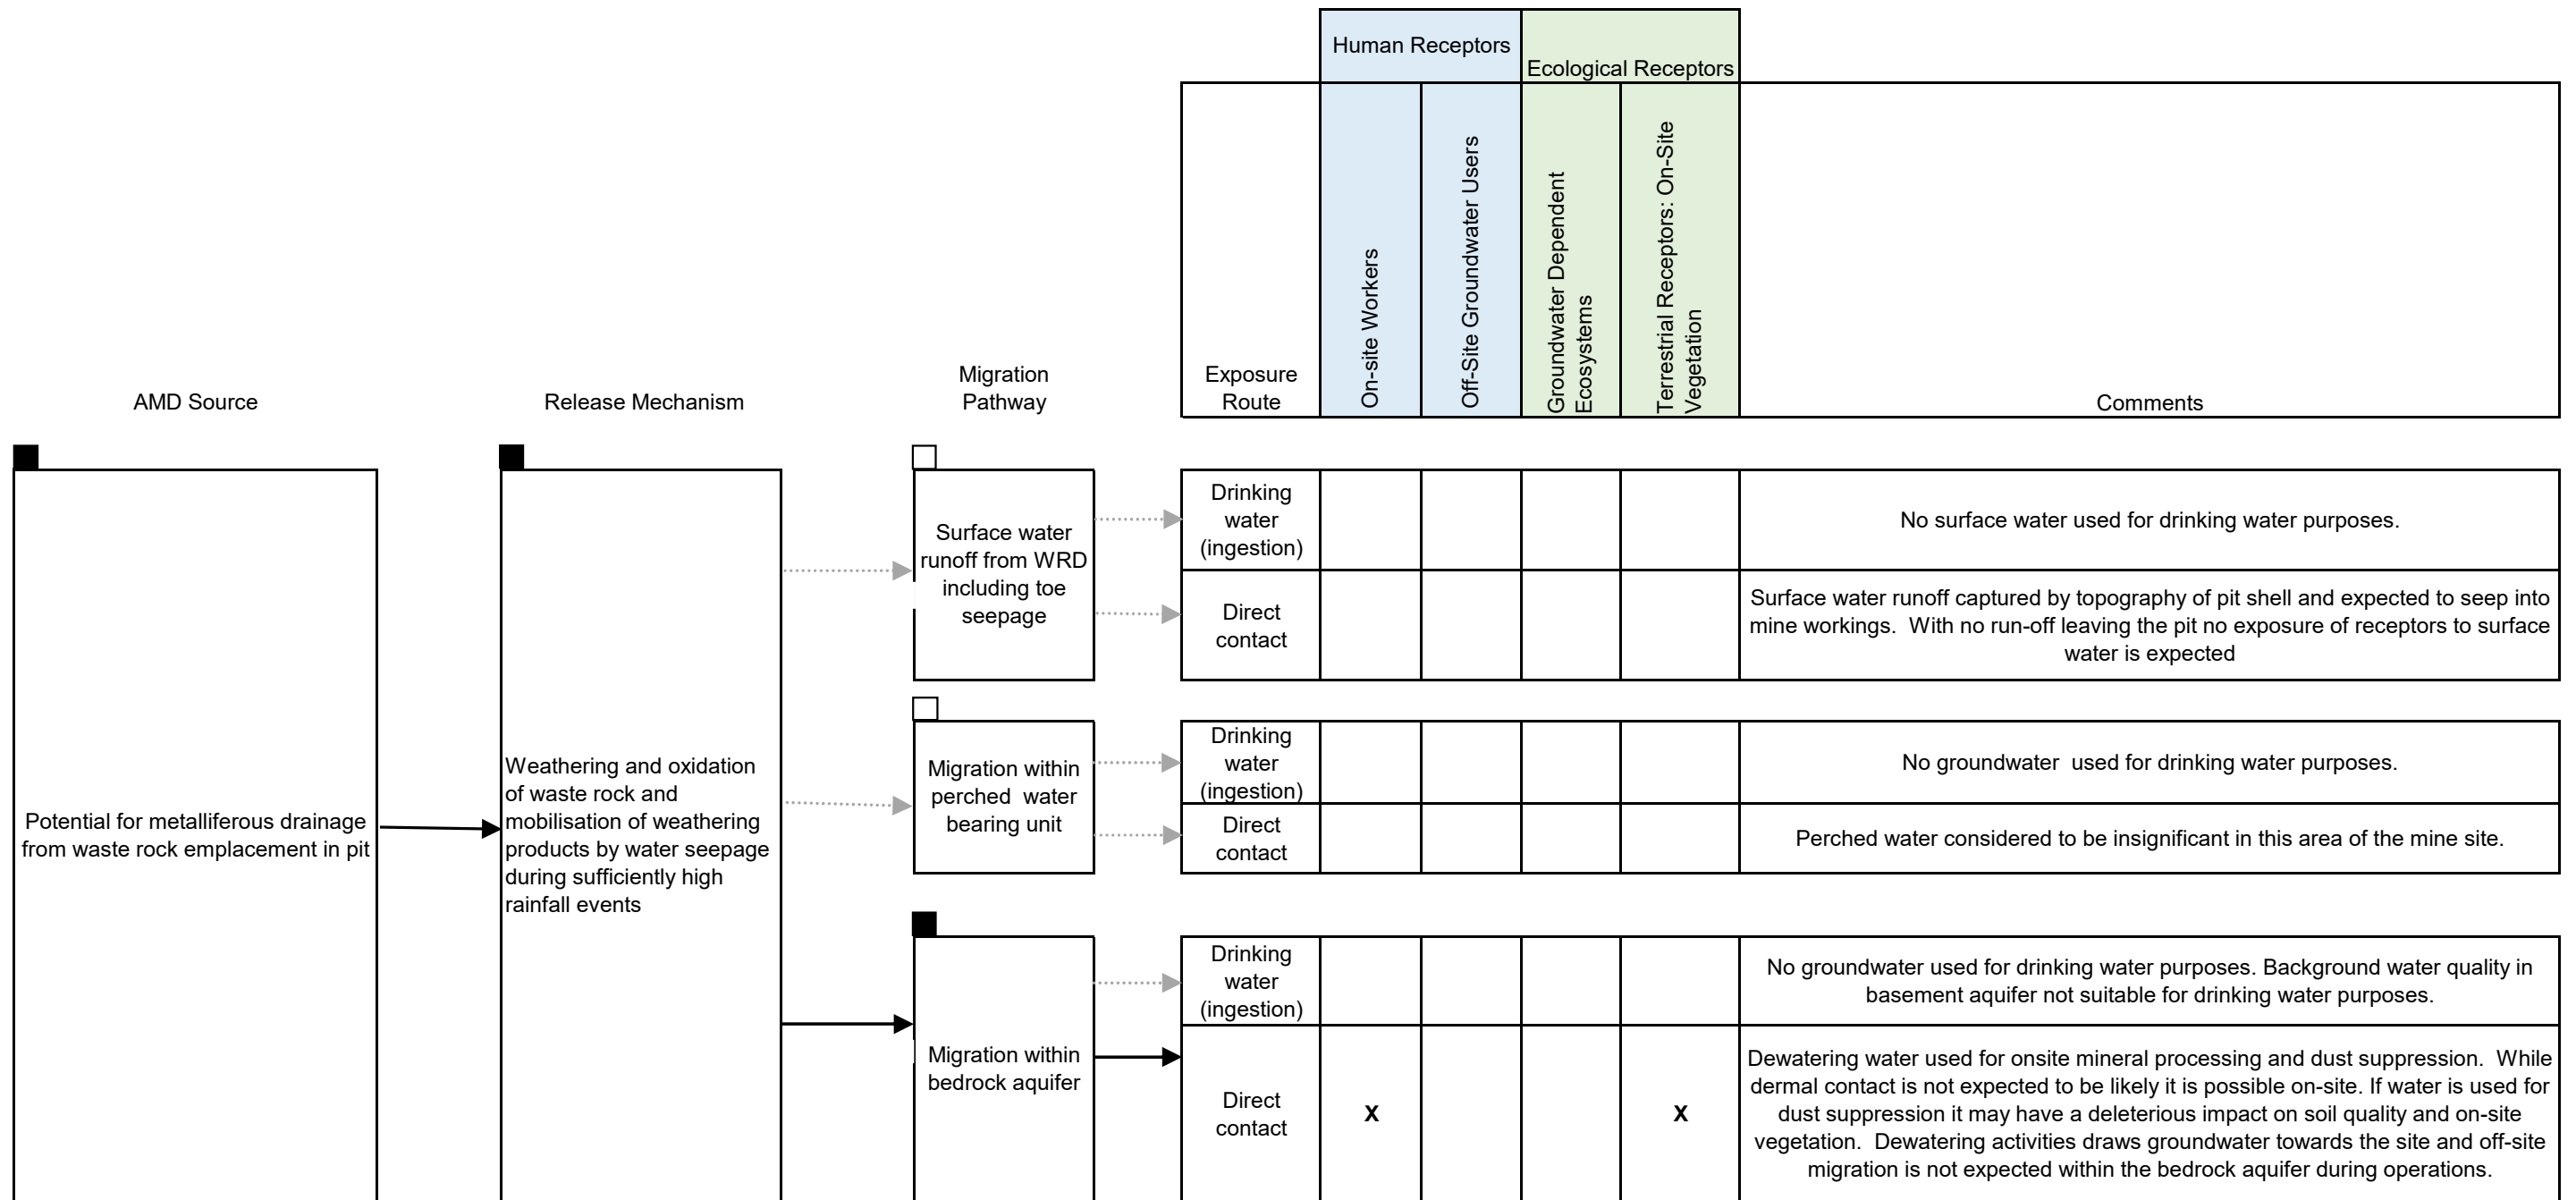 Human Receptors
Ecological Receptors
AMD Source
Release Mechanism
Migration
Pathway
Exposure
Route
On-site Workers
Off-Site Groundwater Users
Groundwater Dependent
Ecosystems
Terrestrial Receptors: On-Site
Vegetation
Comments
Potential for metalliferous drainage
from waste rock emplacement in pit
Weathering and oxidation
of waste rock and
mobilisation of weathering
products by water seepage
during sufficiently high
rainfall events
Surface water
runoff from WRD
including toe
seepage
Drinking
water
(ingestion)
No surface water used for drinking water purposes.
Direct
contact
Surface water runoff captured by topography of pit shell and expected to seep into
mine workings.  With no run-off leaving the pit no exposure of receptors to surface
water is expected
Migration within
perched  water
bearing unit
Drinking
water
(ingestion)
No groundwater  used for drinking water purposes.
Direct
contact
Perched water considered to be insignificant in this area of the mine site.
Migration within
bedrock aquifer
Drinking
water
(ingestion)
No groundwater used for drinking water purposes. Background water quality in
basement aquifer not suitable for drinking water purposes.
Direct
contact
X
X
Dewatering water used for onsite mineral processing and dust suppression.  While
dermal contact is not expected to be likely it is possible on-site. If water is used for
dust suppression it may have a deleterious impact on soil quality and on-site
vegetation.  Dewatering activities draws groundwater towards the site and off-site
migration is not expected within the bedrock aquifer during operations.